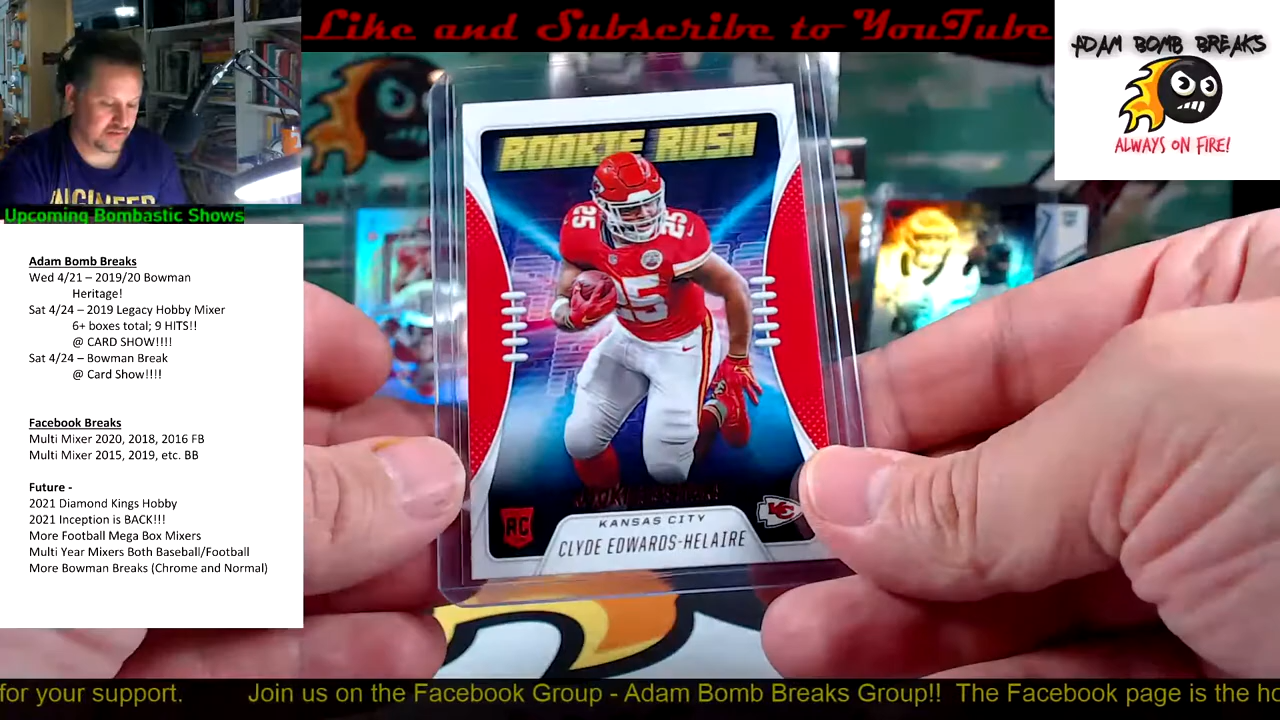 Like and Subscribe to YouTube
ADAM BOMB BREAKS
ALWAYS ON FIRE!
ENGINEER
Upcoming Bombastic Shows
Adam Bomb Breaks
Wed 4/21 – 2019/20 Bowman
Heritage!
Sat 4/24 – 2019 Legacy Hobby Mixer
6+ boxes total; 9 HITS!!
@ CARD SHOW!!!!
Sat 4/24 – Bowman Break
@ Card Show!!!!
Facebook Breaks
Multi Mixer 2020, 2018, 2016 FB
Multi Mixer 2015, 2019, etc. BB
Future -
2021 Diamond Kings Hobby
2021 Inception is BACK!!!
More Football Mega Box Mixers
Multi Year Mixers Both Baseball/Football
More Bowman Breaks (Chrome and Normal)
ROOKIE RUSH
25 25
25
RC
KC
KANSAS CITY
CLYDE EDWARDS-HELAIRE
for your support. Join us on the Facebook Group - Adam Bomb Breaks Group!! The Facebook page is the ho